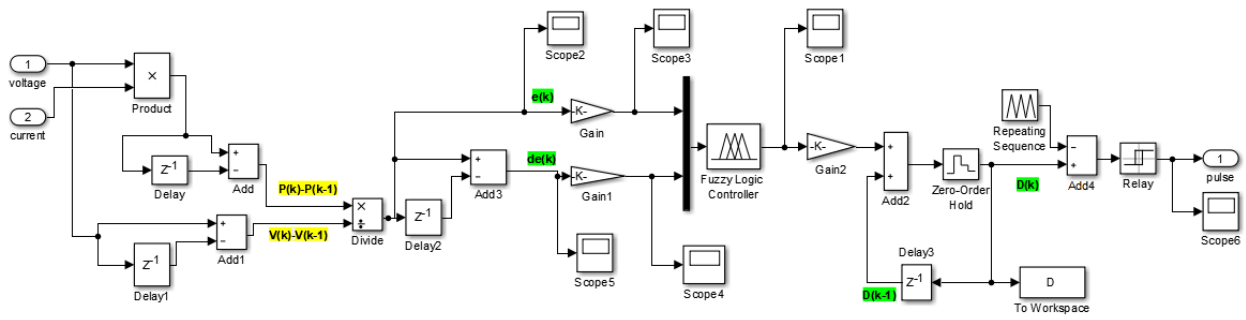 1
voltage
2
current
×
Product
Z-1
Delay
+
−
Add
P(k)-P(k-1)
Z-1
Delay1
+
−
Add1
V(k)-V(k-1)
×
÷
Divide
Z-1
Delay2
+
−
Add3
Scope2
e(k)
-K-
Gain
Scope3
de(k)
-K-
Gain1
Scope5
Scope4
Fuzzy Logic
Controller
Scope1
-K-
Gain2
+
+
Add2
Zero-Order
Hold
Delay3
Z-1
D(k-1)
D
To Workspace
Repeating
Sequence
D(k)
−
+
Add4
Relay
1
pulse
Scope6